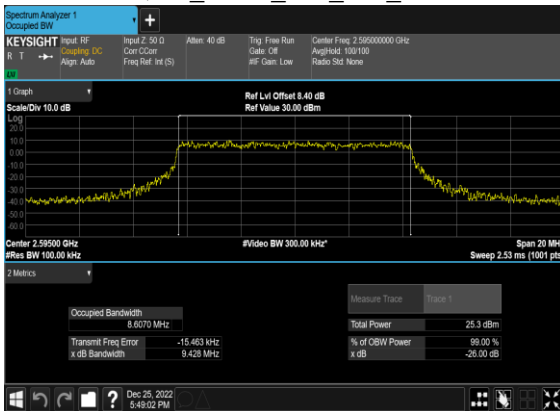 Spectrum Analyzer 1
Occupied BW
KEYSIGHT
R T
Input: RF
Coupling: DC
Align: Auto
Input Z: 50 Ω
Corr CCorr
Freq Ref: Int (S)
Atten: 40 dB
Trig: Free Run
Gate: Off
#IF Gain: Low
Center Freq: 2.595000000 GHz
Avg|Hold: 100/100
Radio Std: None
1 Graph
Scale/Div 10.0 dB
Ref Lvl Offset 8.40 dB
Ref Value 30.00 dBm
Log
20.0
10.0
0.00
-10.0
-20.0
-30.0
-40.0
-50.0
-60.0
Center 2.59500 GHz
#Res BW 100.00 kHz
#Video BW 300.00 kHz*
Span 20 MH
Sweep 2.53 ms (1001 pts
2 Metrics
Measure Trace
Trace 1
Occupied Bandwidth
8.6070 MHz
Total Power
25.3 dBm
Transmit Freq Error
-15.463 kHz
% of OBW Power
99.00 %
x dB Bandwidth
9.428 MHz
x dB
-26.00 dB
?
Dec 25, 2022
5:49:02 PM